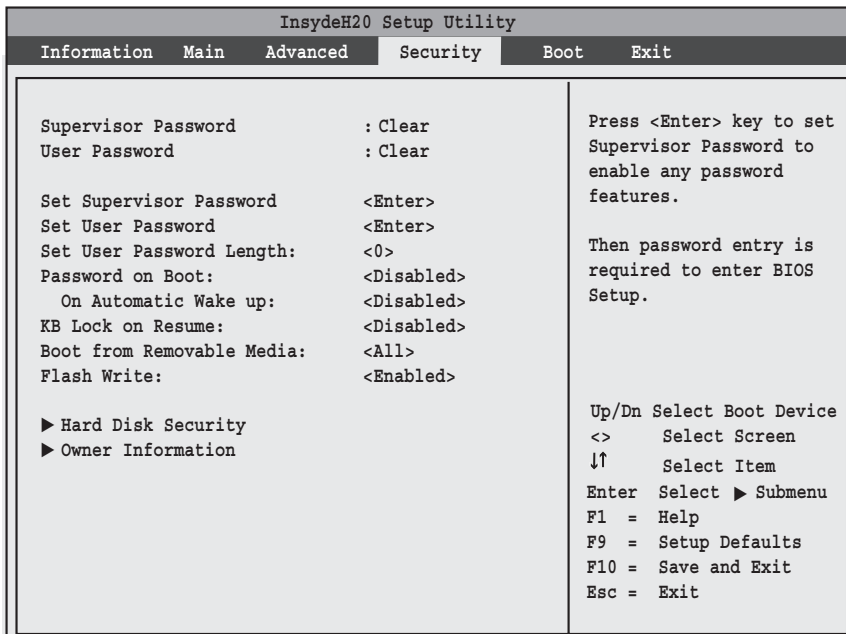 InsydeH20 Setup Utility
Information Main Advanced Security Boot Exit
Supervisor Password : Clear
User Password : Clear
Set Supervisor Password <Enter>
Set User Password <Enter>
Set User Password Length: <0>
Password on Boot: <Disabled>
On Automatic Wake up: <Disabled>
KB Lock on Resume: <Disabled>
Boot from Removable Media: <All>
Flash Write: <Enabled>
▶ Hard Disk Security
▶ Owner Information
Press <Enter> key to set
Supervisor Password to
enable any password
features.
Then password entry is
required to enter BIOS
Setup.
Up/Dn Select Boot Device
<> Select Screen
↓↑ Select Item
Enter Select ▶ Submenu
F1 = Help
F9 = Setup Defaults
F10 = Save and Exit
Esc = Exit